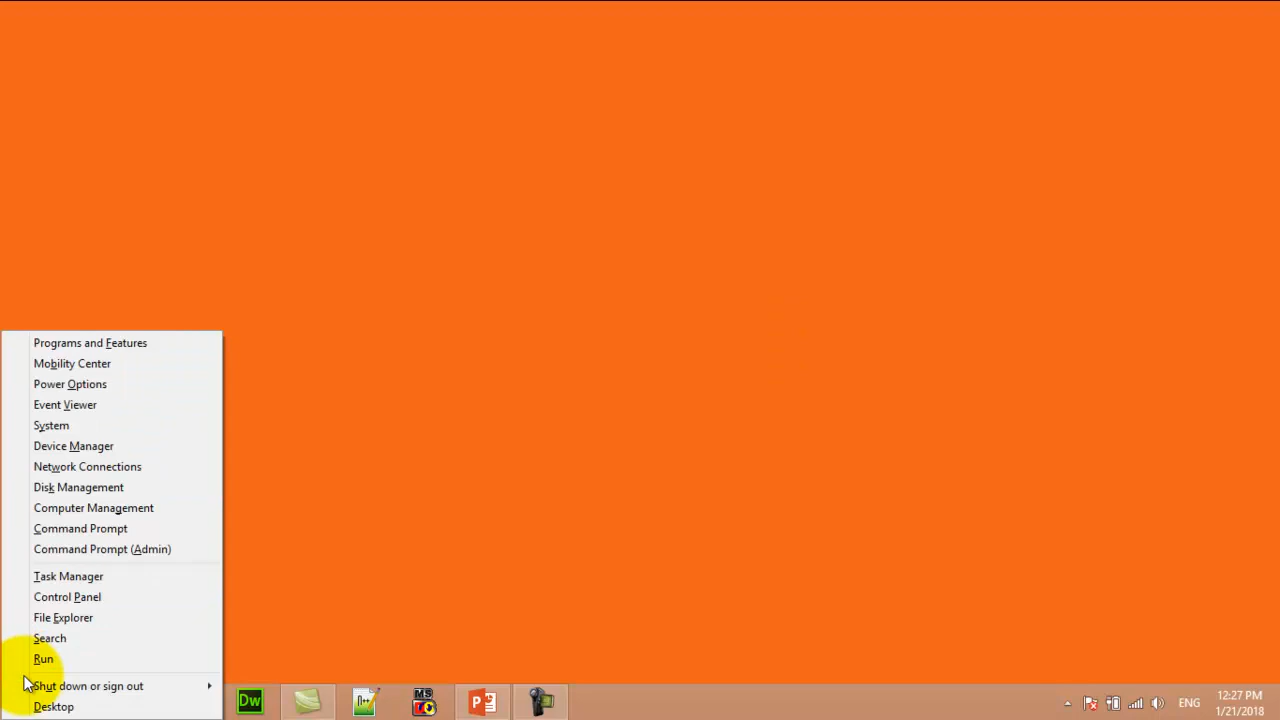 Programs and Features
Mobility Center
Power Options
Event Viewer
System
Device Manager
Network Connections
Disk Management
Computer Management
Command Prompt
Command Prompt (Admin)
Task Manager
Control Panel
File Explorer
Search
Run
Shut down or sign out
Desktop
Dw
n++
MS
ENG
12:27 PM
1/21/2018